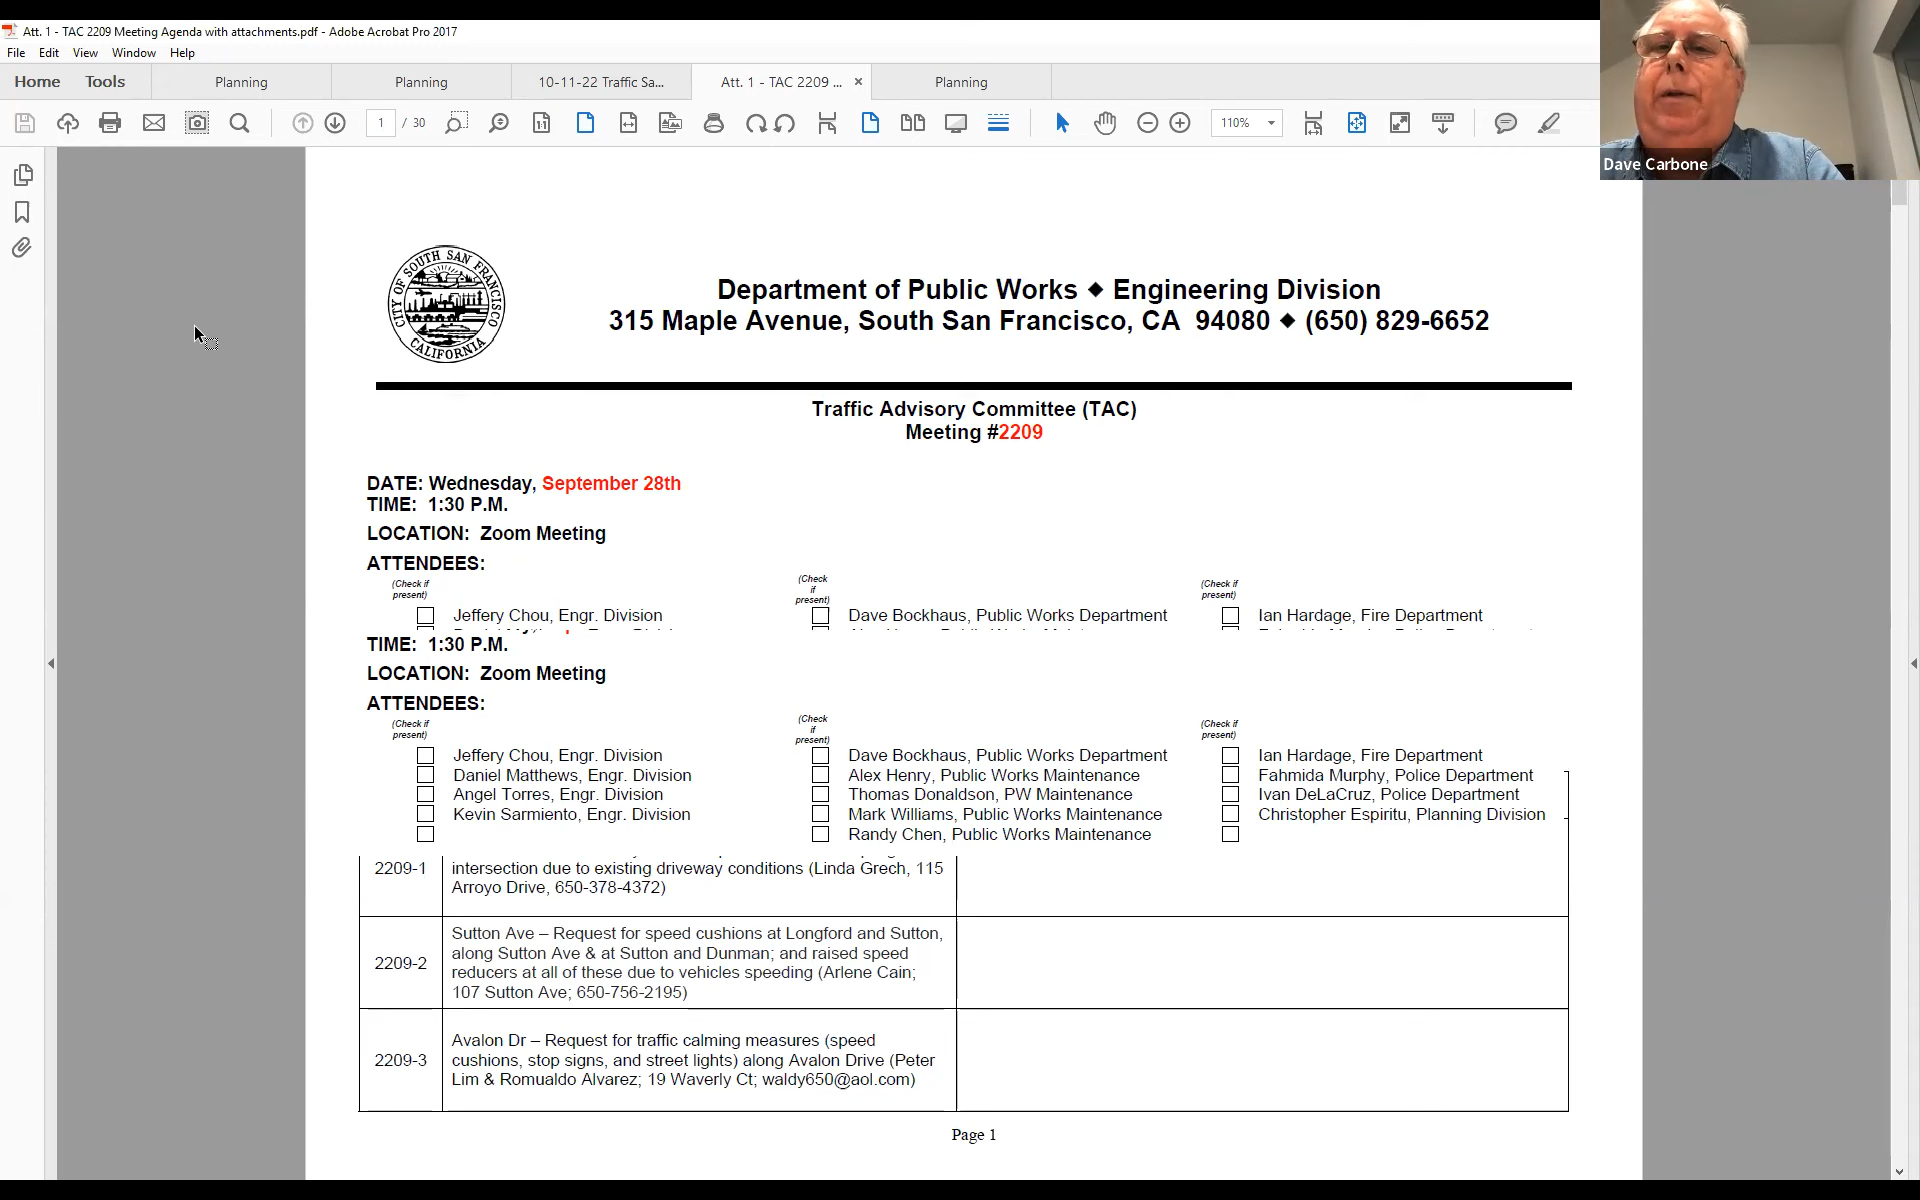 Att. 1 - TAC 2209 Meeting Agenda with attachments.pdf - Adobe Acrobat Pro 2017
File Edit View Window Help
Home Tools Planning Planning 10-11-22 Traffic Sa... Att. 1 - TAC 2209 ... × Planning
1 / 30 110%
Dave Carbone
CITY OF SOUTH SAN FRANCISCO
CALIFORNIA
Department of Public Works ◆ Engineering Division
315 Maple Avenue, South San Francisco, CA 94080 ◆ (650) 829-6652
Traffic Advisory Committee (TAC)
Meeting #2209
DATE: Wednesday, September 28th
TIME: 1:30 P.M.
LOCATION: Zoom Meeting
ATTENDEES:
(Check if present) (Check if present) (Check if present)
Jeffery Chou, Engr. Division Dave Bockhaus, Public Works Department Ian Hardage, Fire Department
TIME: 1:30 P.M.
LOCATION: Zoom Meeting
ATTENDEES:
(Check if present) (Check if present) (Check if present)
Jeffery Chou, Engr. Division Dave Bockhaus, Public Works Department Ian Hardage, Fire Department
Daniel Matthews, Engr. Division Alex Henry, Public Works Maintenance Fahmida Murphy, Police Department
Angel Torres, Engr. Division Thomas Donaldson, PW Maintenance Ivan DeLaCruz, Police Department
Kevin Sarmiento, Engr. Division Mark Williams, Public Works Maintenance Christopher Espiritu, Planning Division
Randy Chen, Public Works Maintenance
2209-1 intersection due to existing driveway conditions (Linda Grech, 115
Arroyo Drive, 650-378-4372)
Sutton Ave – Request for speed cushions at Longford and Sutton,
along Sutton Ave & at Sutton and Dunman; and raised speed
2209-2 reducers at all of these due to vehicles speeding (Arlene Cain;
107 Sutton Ave; 650-756-2195)
Avalon Dr – Request for traffic calming measures (speed
2209-3 cushions, stop signs, and street lights) along Avalon Drive (Peter
Lim & Romualdo Alvarez; 19 Waverly Ct; waldy650@aol.com)
Page 1